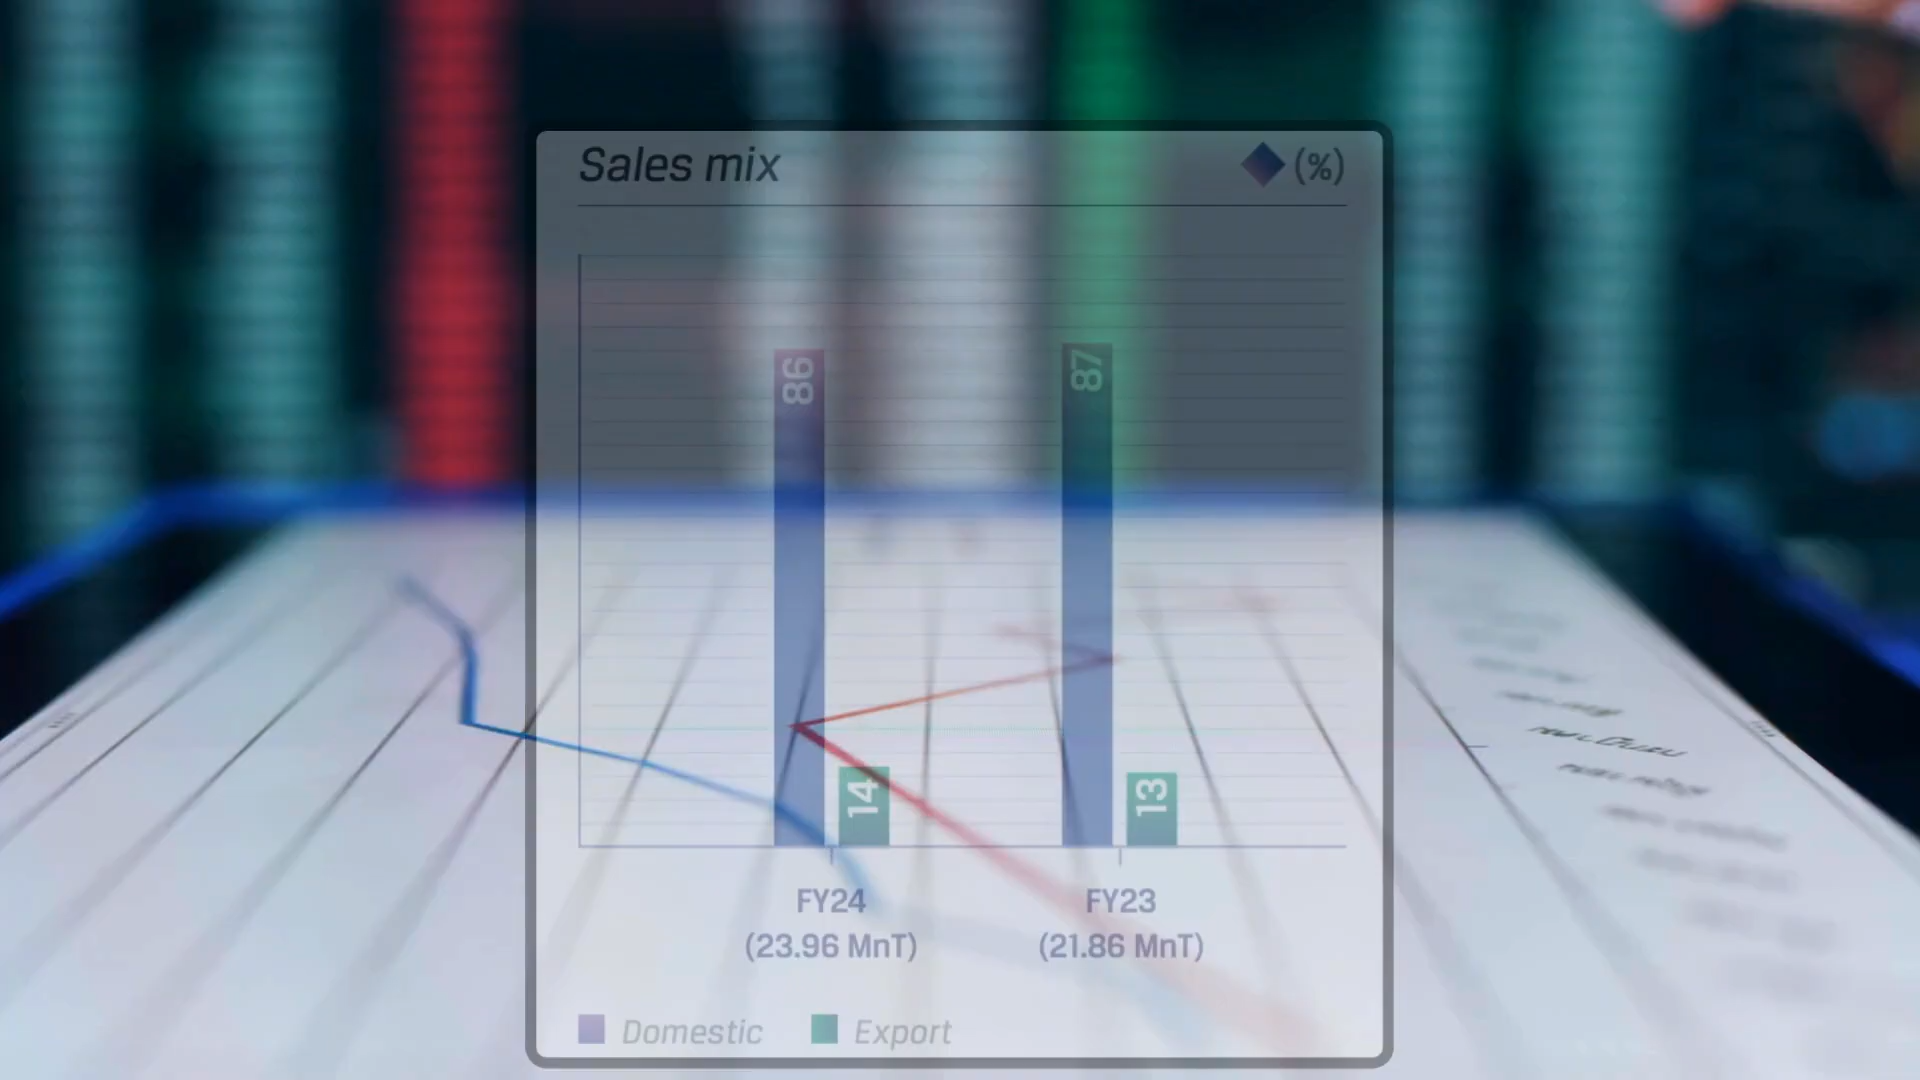 Sales mix
(%)
86
87
14
13
FY24
FY23
(23.96 MnT)
(21.86 MnT)
Domestic
Export